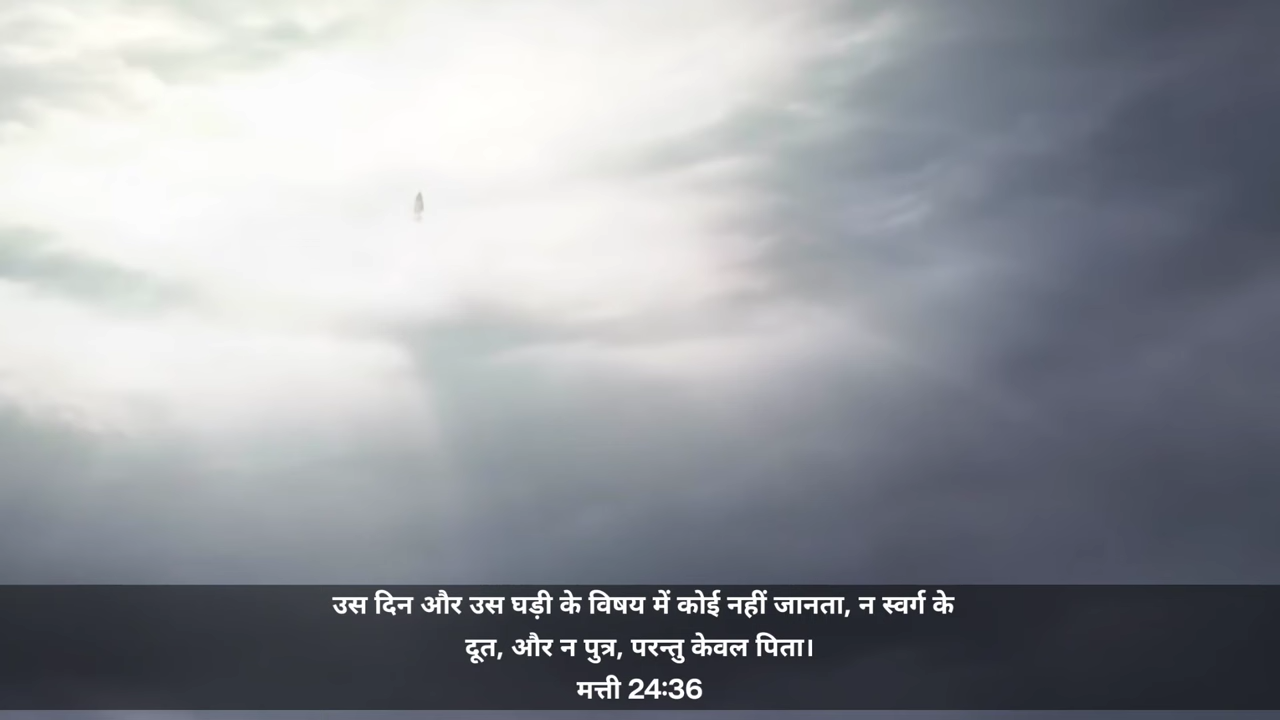 उस दिन और उस घड़ी के विषय में कोई नहीं जानता, न स्वर्ग के
दूत, और न पुत्र, परन्तु केवल पिता।
मत्ती 24:36